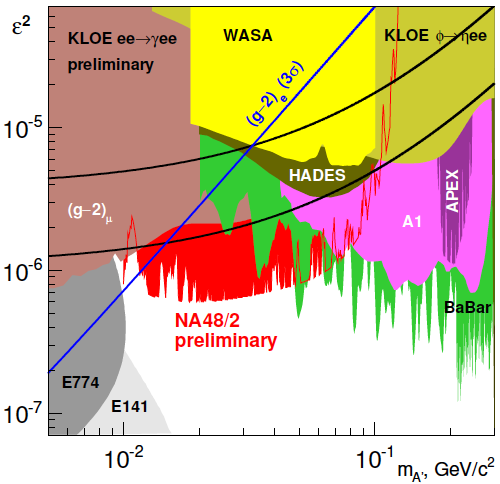 ε²
KLOE ee→γee
preliminary
WASA
KLOE ϕ→ηee
(g−2)e (3σ)
10⁻⁵
HADES
APEX
(g−2)μ
A1
10⁻⁶
BaBar
NA48/2
preliminary
E774
E141
10⁻⁷
10⁻²
10⁻¹
mA', GeV/c²